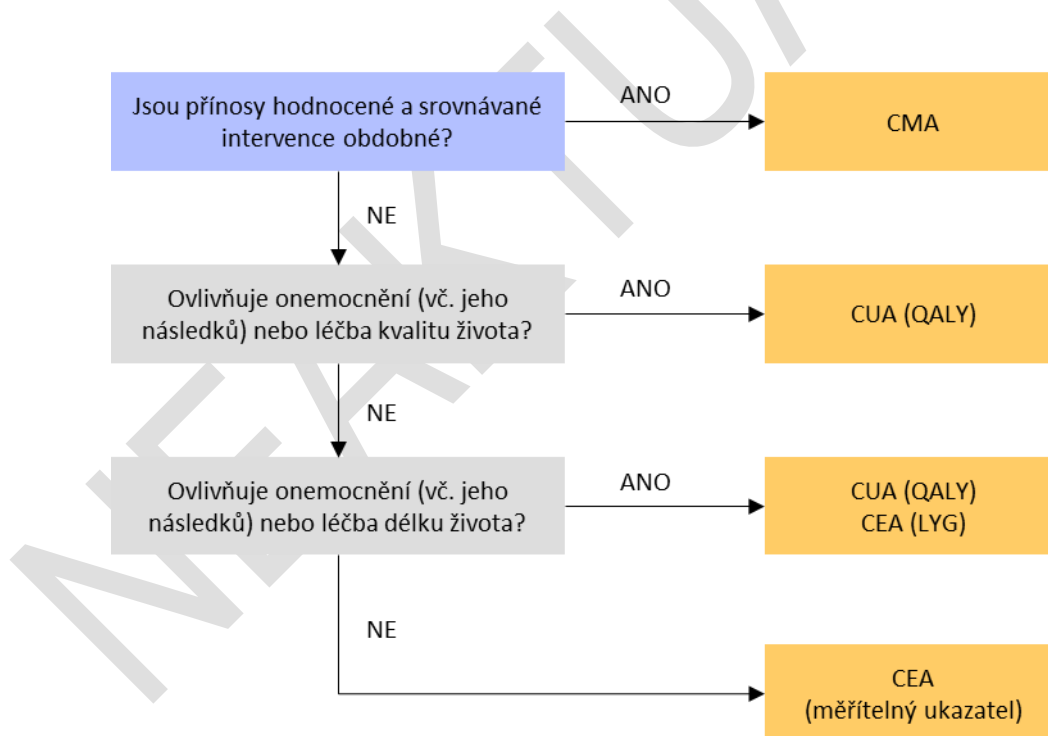 Jsou přínosy hodnocené a srovnávané
intervence obdobné?
ANO
CMA
NE
Ovlivňuje onemocnění (vč. jeho
následků) nebo léčba kvalitu života?
ANO
CUA (QALY)
NE
Ovlivňuje onemocnění (vč. jeho
následků) nebo léčba délku života?
ANO
CUA (QALY)
CEA (LYG)
NE
CEA
(měřítelný ukazatel)